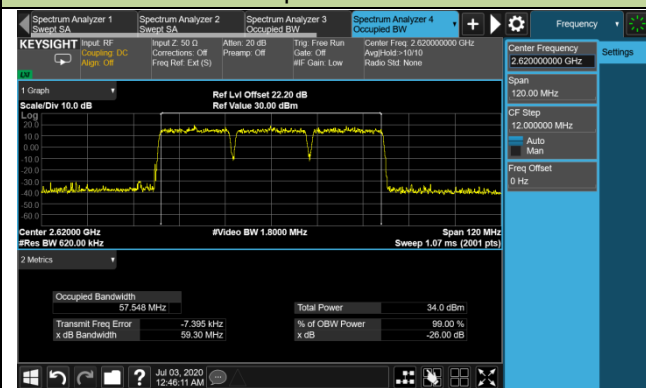 Spectrum Analyzer 1
Swept SA
Spectrum Analyzer 2
Swept SA
Spectrum Analyzer 3
Occupied BW
Spectrum Analyzer 4
Occupied BW
Frequency
KEYSIGHT
Input: RF
Coupling: DC
Align: Off
Input Z: 50 Ω
Corrections: Off
Freq Ref: Ext (S)
Atten: 20 dB
Preamp: Off
Trig: Free Run
Gate: Off
#IF Gain: Low
Center Freq: 2.620000000 GHz
Avg|Hold:>10/10
Radio Std: None
Center Frequency
2.620000000 GHz
Settings
Span
120.00 MHz
CF Step
12.000000 MHz
Auto
Man
Freq Offset
0 Hz
1 Graph
Scale/Div 10.0 dB
Ref Lvl Offset 22.20 dB
Ref Value 30.00 dBm
Log
20.0
10.0
0.00
-10.0
-20.0
-30.0
-40.0
-50.0
-60.0
Center 2.62000 GHz
#Res BW 620.00 kHz
#Video BW 1.8000 MHz
Span 120 MHz
Sweep 1.07 ms (2001 pts)
2 Metrics
Occupied Bandwidth
57.548 MHz
Total Power 34.0 dBm
Transmit Freq Error -7.395 kHz
% of OBW Power 99.00 %
x dB Bandwidth 59.30 MHz
x dB -26.00 dB
Jul 03, 2020
12:46:11 AM